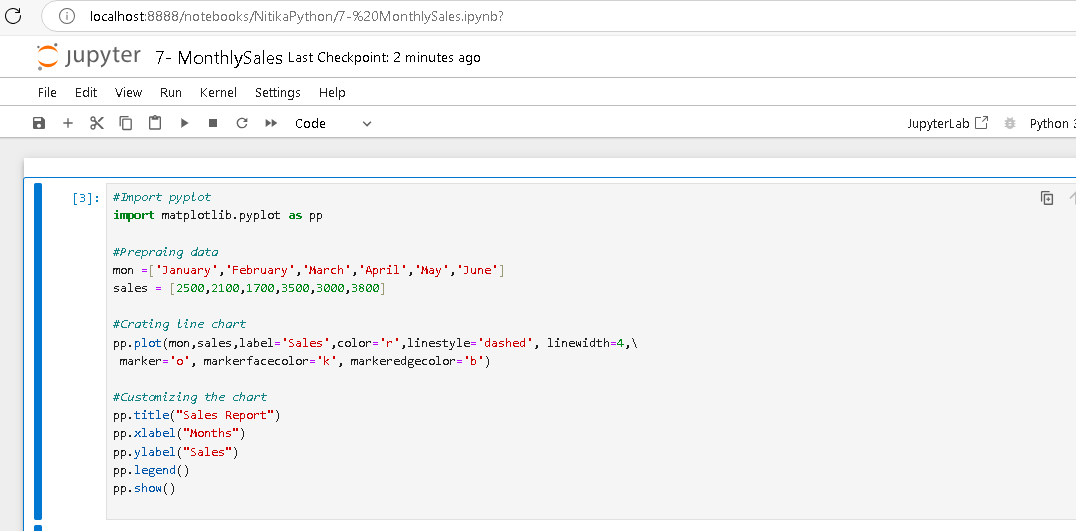 localhost:8888/notebooks/NitikaPython/7-%20MonthlySales.ipynb?
jupyter 7- MonthlySales Last Checkpoint: 2 minutes ago
File Edit View Run Kernel Settings Help
Code JupyterLab Python 3
[3]: #Import pyplot
import matplotlib.pyplot as pp
#Prepraing data
mon =['January','February','March','April','May','June']
sales = [2500,2100,1700,3500,3000,3800]
#Crating line chart
pp.plot(mon,sales,label='Sales',color='r',linestyle='dashed', linewidth=4,\
marker='o', markerfacecolor='k', markeredgecolor='b')
#Customizing the chart
pp.title("Sales Report")
pp.xlabel("Months")
pp.ylabel("Sales")
pp.legend()
pp.show()